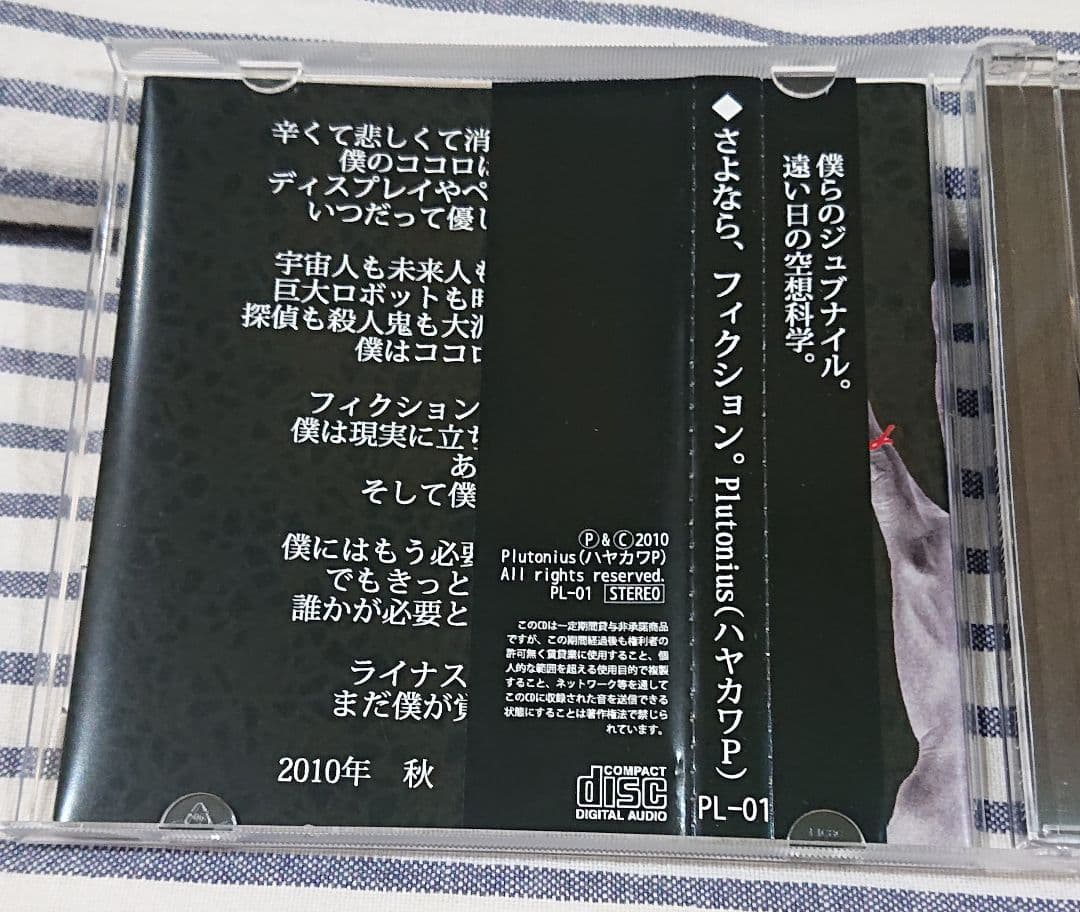 辛くて悲しくて消
僕のココロは
ディスプレイやペ
いつだって優し
宇宙人も未来人も
巨大ロボットも時
探偵も殺人鬼も大
僕はココロ
フィクション
僕は現実に立ち
あ
そして僕
僕にはもう必要
でもきっと
誰かが必要と
ライナス
まだ僕が覚
2010年 秋
Ⓟ&Ⓒ2010
Plutonius(ハヤカワP)
All rights reserved.
PL-01 STEREO
このCDは一定期間貸与非承諾商品
ですが、この期間経過後も権利者の
許可無く賃貸業に使用すること、個
人的な範囲を超える使用目的で複製
すること、ネットワーク等を通して
このCDに収録された音を送信できる
状態にすることは著作権法で禁じら
れています。
COMPACT
disc
DIGITAL AUDIO
◆さよなら、フィクション。Plutonius(ハヤカワP)
PL-01
僕らのジュブナイル。
遠い日の空想科学。